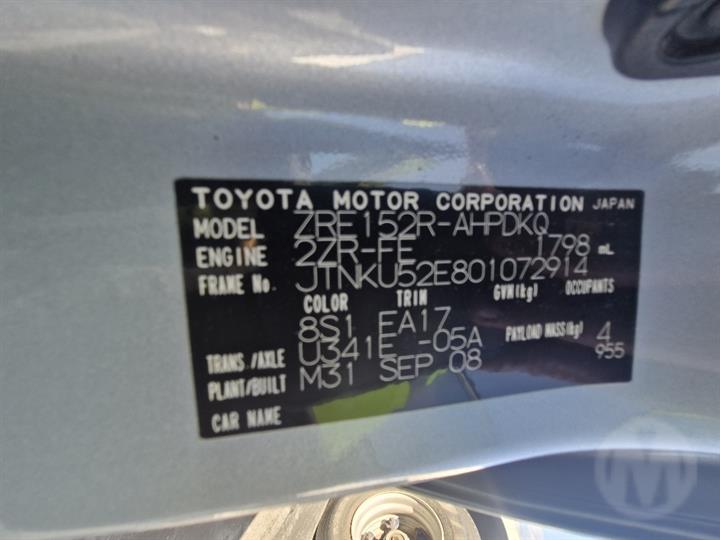 TOYOTA MOTOR CORPORATION JAPAN
MODEL ZRE152R-AHPDKQ
ENGINE 2ZR-FE 1798 mL
FRAME No. JTNKU52E801072914
COLOR TRIM GVM(kg) OCCUPANTS
8S1 EA17 PAYLOAD MASS(kg) 4
TRANS./AXLE U341E -05A 955
PLANT/BUILT M31 SEP 08
CAR NAME
M